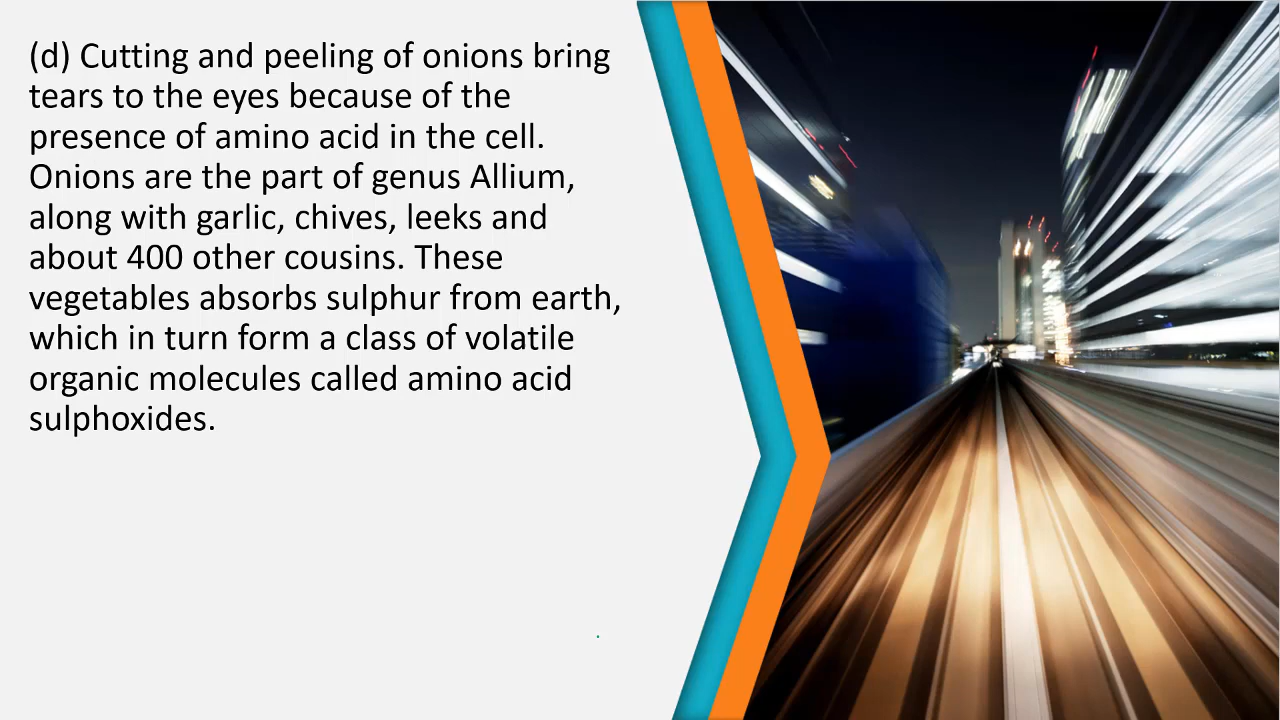 (d) Cutting and peeling of onions bring
tears to the eyes because of the
presence of amino acid in the cell.
Onions are the part of genus Allium,
along with garlic, chives, leeks and
about 400 other cousins. These
vegetables absorbs sulphur from earth,
which in turn form a class of volatile
organic molecules called amino acid
sulphoxides.